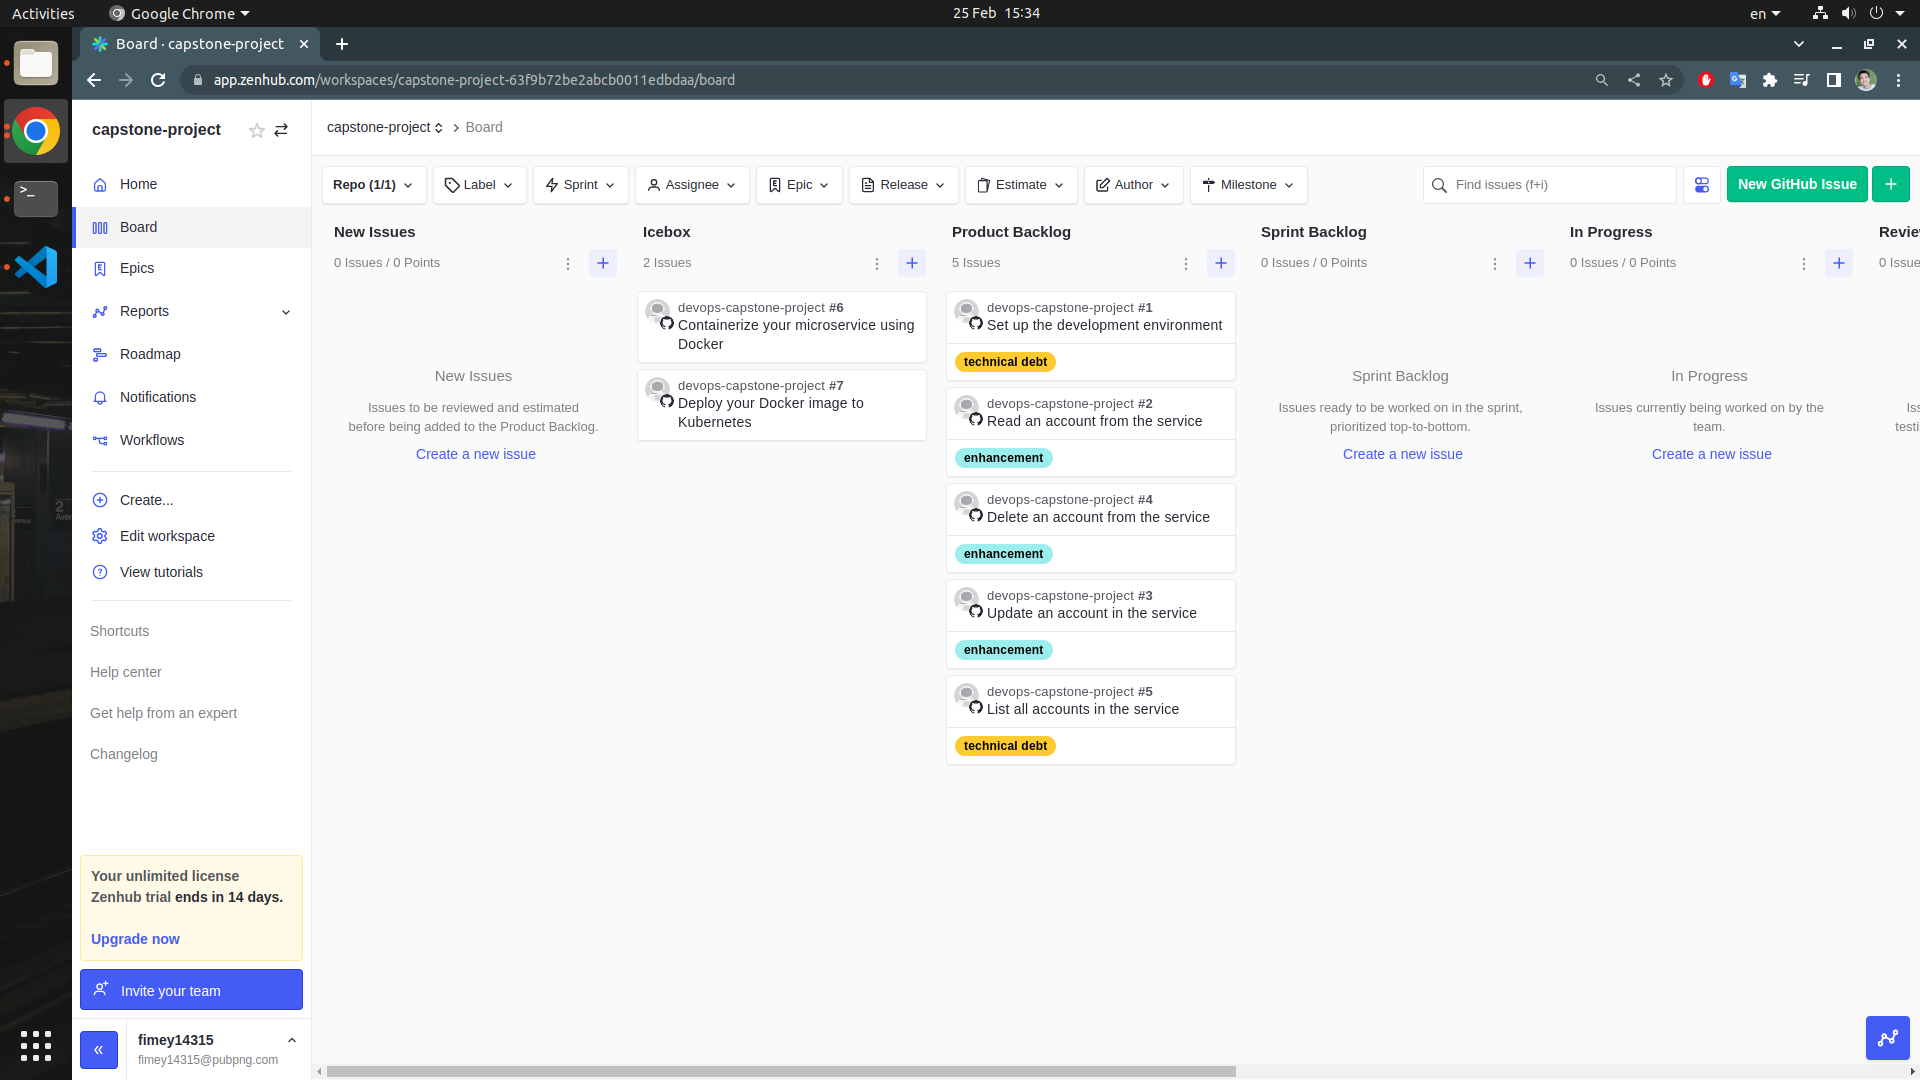 Activities
Google Chrome
25 Feb 15:34
en
Board · capstone-project
app.zenhub.com/workspaces/capstone-project-63f9b72be2abcb0011edbdaa/board
capstone-project
Home
Board
Epics
Reports
Roadmap
Notifications
Workflows
Create...
Edit workspace
View tutorials
Shortcuts
Help center
Get help from an expert
Changelog
Your unlimited license
Zenhub trial ends in 14 days.
Upgrade now
Invite your team
fimey14315
fimey14315@pubpng.com
capstone-project
Board
Repo (1/1)
Label
Sprint
Assignee
Epic
Release
Estimate
Author
Milestone
Find issues (f+i)
New GitHub Issue
New Issues
0 Issues / 0 Points
New Issues
Issues to be reviewed and estimated
before being added to the Product Backlog.
Create a new issue
Icebox
2 Issues
devops-capstone-project #6
Containerize your microservice using
Docker
devops-capstone-project #7
Deploy your Docker image to
Kubernetes
Product Backlog
5 Issues
devops-capstone-project #1
Set up the development environment
technical debt
devops-capstone-project #2
Read an account from the service
enhancement
devops-capstone-project #4
Delete an account from the service
enhancement
devops-capstone-project #3
Update an account in the service
enhancement
devops-capstone-project #5
List all accounts in the service
technical debt
Sprint Backlog
0 Issues / 0 Points
Sprint Backlog
Issues ready to be worked on in the sprint,
prioritized top-to-bottom.
Create a new issue
In Progress
0 Issues / 0 Points
In Progress
Issues currently being worked on by the
team.
Create a new issue
0 Issue